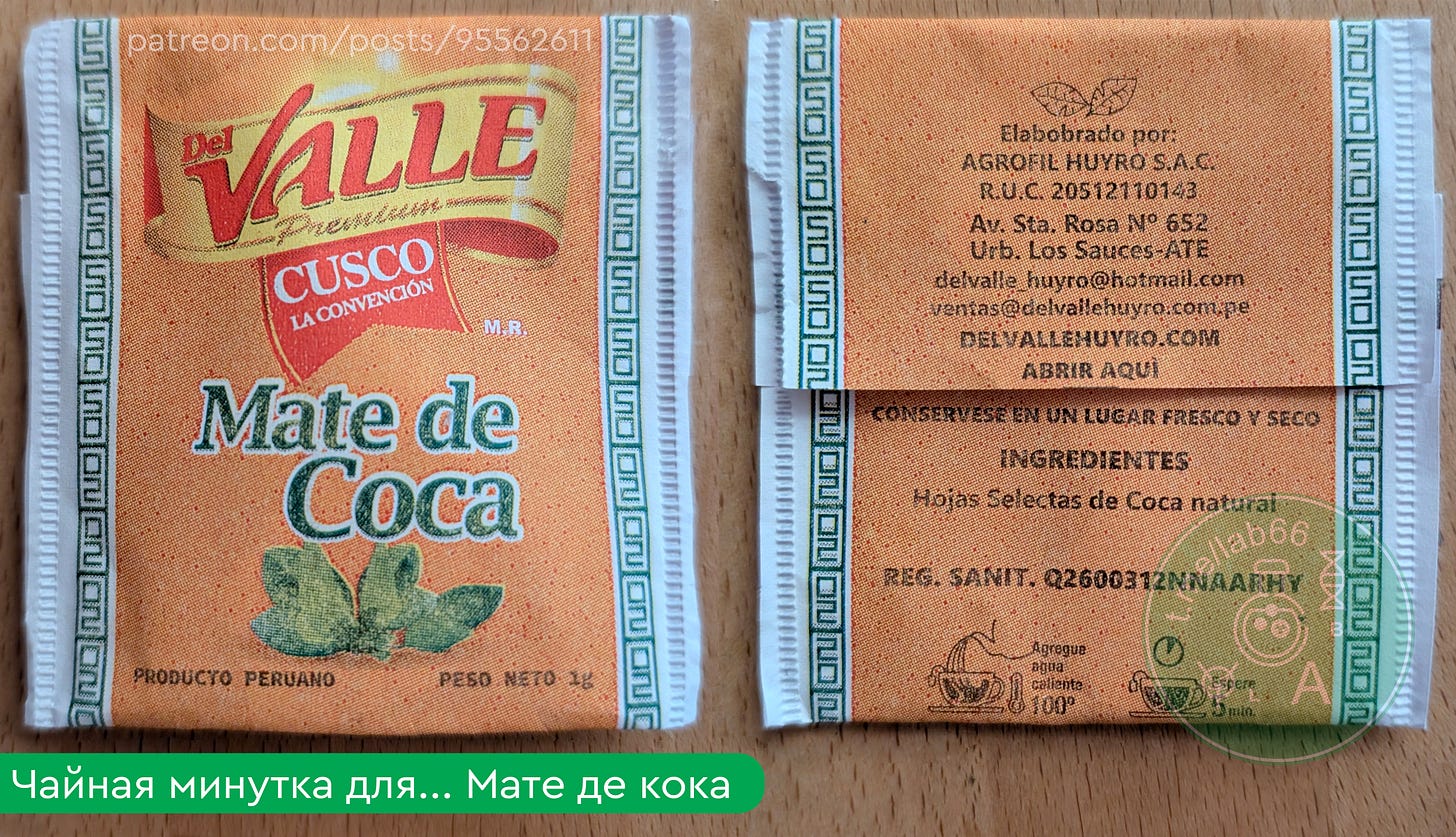 patreon.com/posts/95562611
Del
VALLE
Premium
CUSCO
LA CONVENCIÓN
M.R.
Mate de
Coca
PRODUCTO PERUANO
PESO NETO 1g
Elabobrado por:
AGROFIL HUYRO S.A.C.
R.U.C. 20512110143
Av. Sta. Rosa Nº 652
Urb. Los Sauces-ATE
delvalle_huyro@hotmail.com
ventas@delvallehuyro.com.pe
DELVALLEHUYRO.COM
ABRIR AQUÌ
CONSERVESE EN UN LUGAR FRESCO Y SECO
INGREDIENTES
Hojas Selectas de Coca natural
REG. SANIT. Q2600312NNAARHY
Agregue
agua
caliente
100º
Espere
5 min.
A
B
Чайная минутка для... Мате де кока